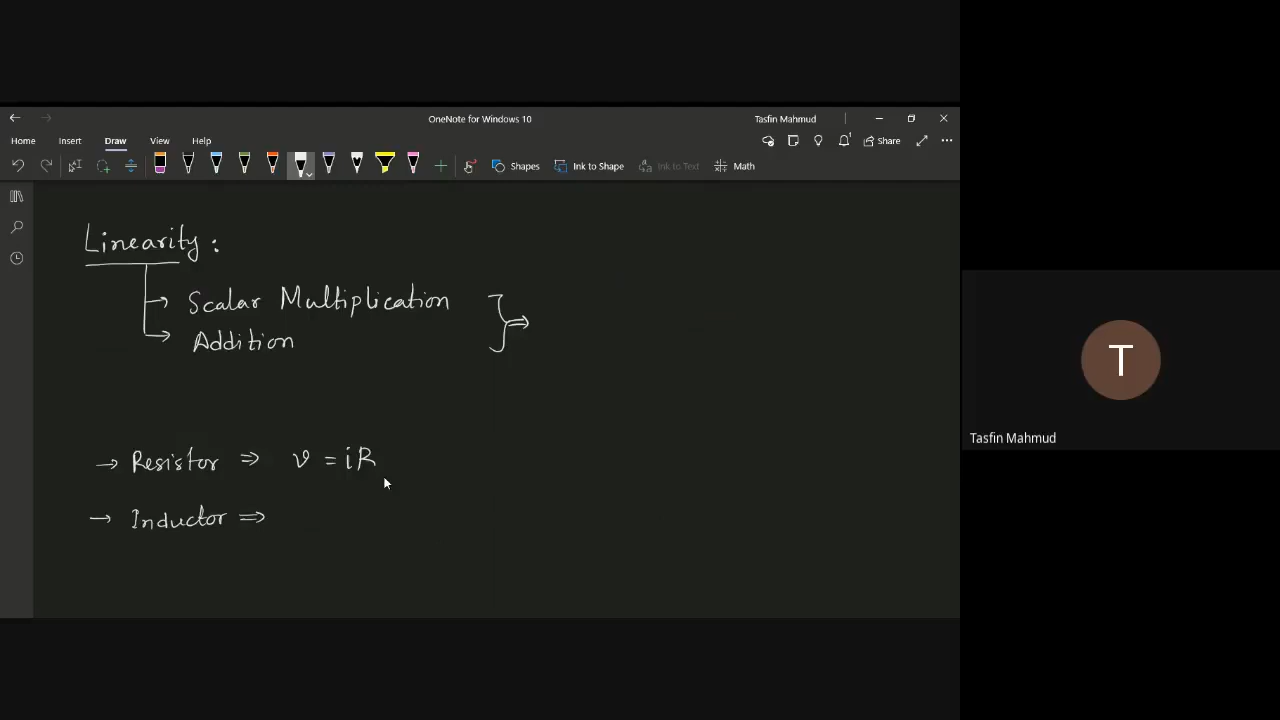 OneNote for Windows 10
Tasfin Mahmud
Home Insert Draw View Help
Share
Shapes Ink to Shape Ink to Text Math
Linearity :
→ Scalar Multiplication
→ Addition
} ⇒
→ Resistor ⇒ v = iR
→ Inductor ⇒
T
Tasfin Mahmud